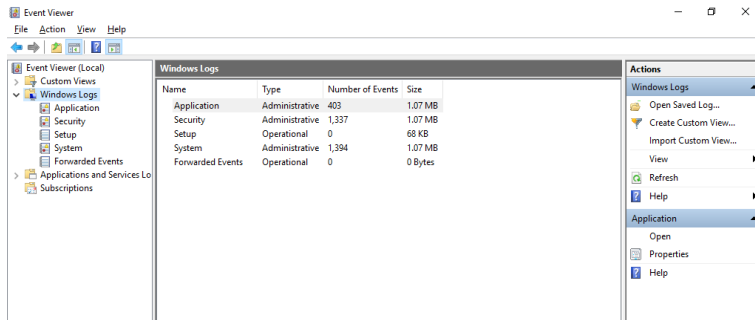 Event Viewer
File Action View Help
Event Viewer (Local)
Custom Views
Windows Logs
Application
Security
Setup
System
Forwarded Events
Applications and Services Lo
Subscriptions
Windows Logs
Name Type Number of Events Size
Application Administrative 403 1.07 MB
Security Administrative 1,337 1.07 MB
Setup Operational 0 68 KB
System Administrative 1,394 1.07 MB
Forwarded Events Operational 0 0 Bytes
Actions
Windows Logs
Open Saved Log...
Create Custom View...
Import Custom View...
View
Refresh
Help
Application
Open
Properties
Help